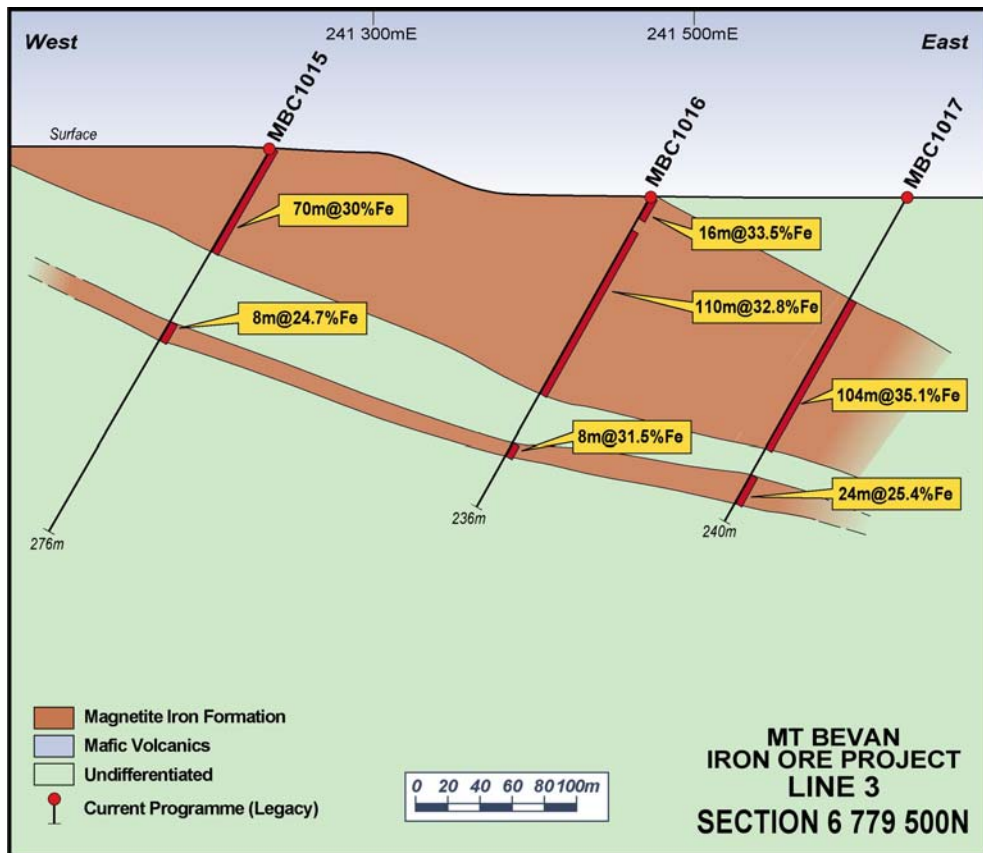 241 300mE
241 500mE
West
East
Surface
MBC1015
MBC1016
MBC1017
70m@30%Fe
16m@33.5%Fe
110m@32.8%Fe
8m@24.7%Fe
104m@35.1%Fe
8m@31.5%Fe
24m@25.4%Fe
276m
236m
240m
Magnetite Iron Formation
Mafic Volcanics
Undifferentiated
Current Programme (Legacy)
0 20 40 60 80 100m
MT BEVAN
IRON ORE PROJECT
LINE 3
SECTION 6 779 500N